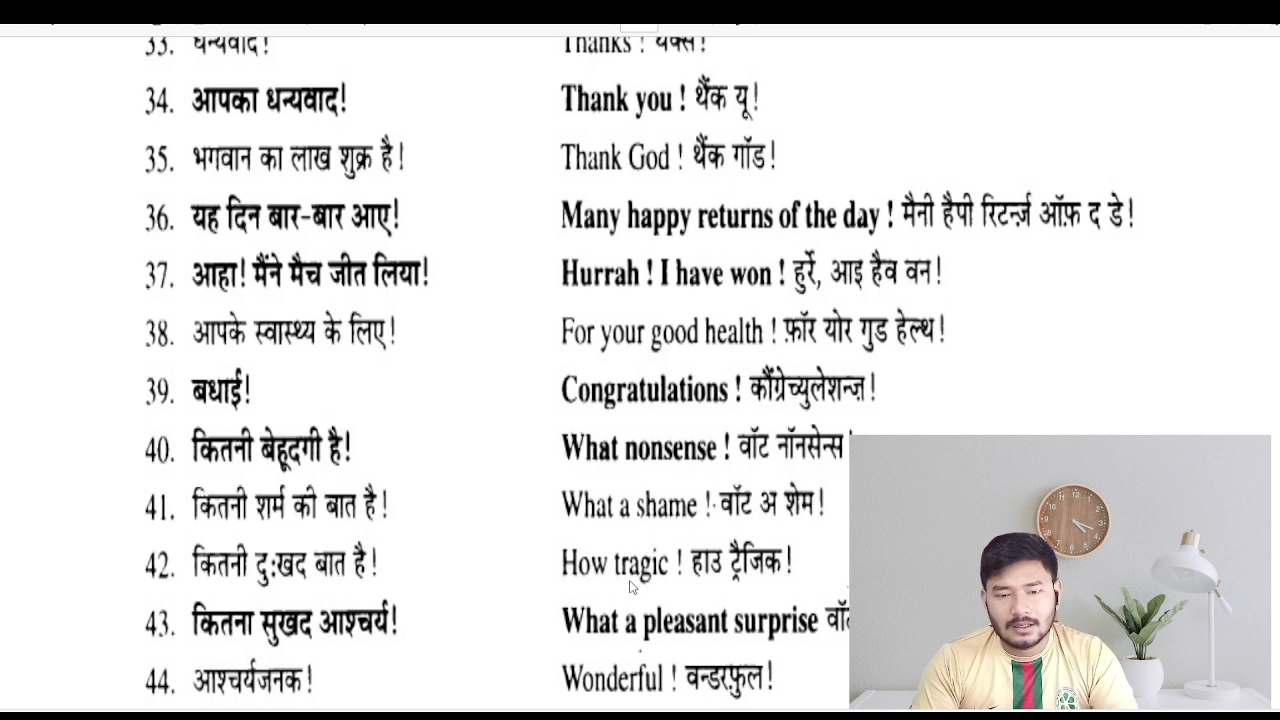 33. धन्यवाद! Thanks ! थैंक्स!
34. आपका धन्यवाद! Thank you ! थैंक यू!
35. भगवान का लाख शुक्र है! Thank God ! थैंक गॉड!
36. यह दिन बार-बार आए! Many happy returns of the day ! मैनी हैपी रिटर्न्ज़ ऑफ़ द डे!
37. आहा! मैंने मैच जीत लिया! Hurrah ! I have won ! हुर्रे, आइ हैव वन!
38. आपके स्वास्थ्य के लिए! For your good health ! फ़ॉर योर गुड हेल्थ!
39. बधाई! Congratulations ! कौंग्रेच्युलेशन्ज़!
40. कितनी बेहूदगी है! What nonsense ! वॉट नॉनसेन्स
41. कितनी शर्म की बात है! What a shame ! वॉट अ शेम!
42. कितनी दुःखद बात है! How tragic ! हाउ ट्रैजिक!
43. कितना सुखद आश्चर्य! What a pleasant surprise
44. आश्चर्यजनक! Wonderful ! वन्डरफ़ुल!